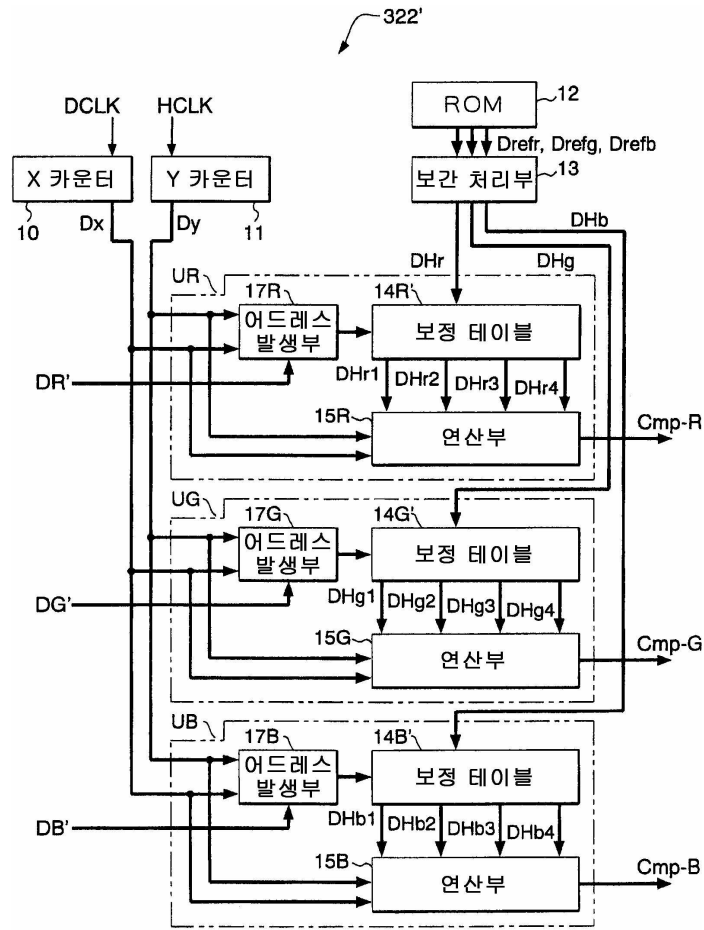 322'
DCLK HCLK
ROM 12
Drefr, Drefg, Drefb
X 카운터 Y 카운터
보간 처리부 13
10 Dx Dy 11
DHb
DHr DHg
UR
17R 14R'
어드레스 발생부
보정 테이블
DR'
DHr1 DHr2 DHr3 DHr4
15R
연산부
Cmp-R
UG
17G 14G'
어드레스 발생부
보정 테이블
DG'
DHg1 DHg2 DHg3 DHg4
15G
연산부
Cmp-G
UB
17B 14B'
어드레스 발생부
보정 테이블
DB'
DHb1 DHb2 DHb3 DHb4
15B
연산부
Cmp-B